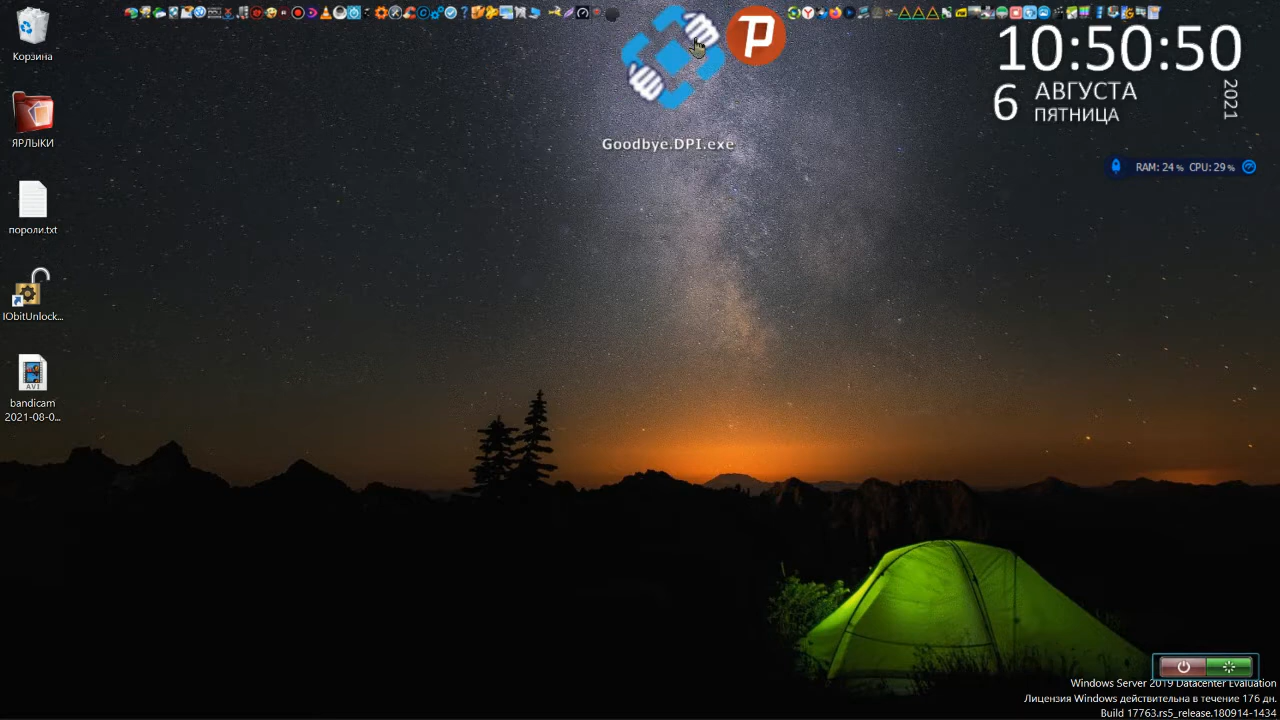 Корзина
ЯРЛЫКИ
пороли.txt
IObitUnlock...
AVI
bandicam
2021-08-0...
Goodbye.DPI.exe
10:50:50
6 АВГУСТА
ПЯТНИЦА
2021
RAM: 24 % CPU: 29 %
Windows Server 2019 Datacenter Evaluation
Лицензия Windows действительна в течение 176 дн.
Build 17763.rs5_release.180914-1434